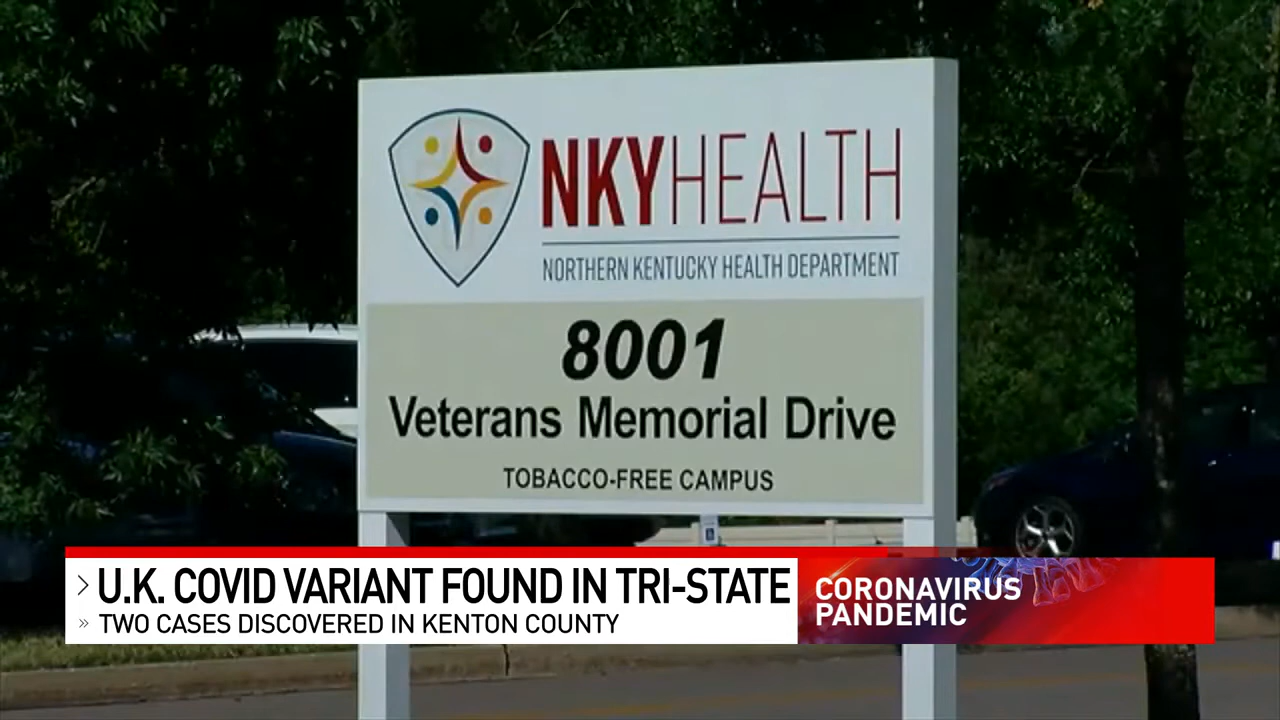 NKYHEALTH
NORTHERN KENTUCKY HEALTH DEPARTMENT
8001
Veterans Memorial Drive
TOBACCO-FREE CAMPUS
U.K. COVID VARIANT FOUND IN TRI-STATE
TWO CASES DISCOVERED IN KENTON COUNTY
CORONAVIRUS
PANDEMIC